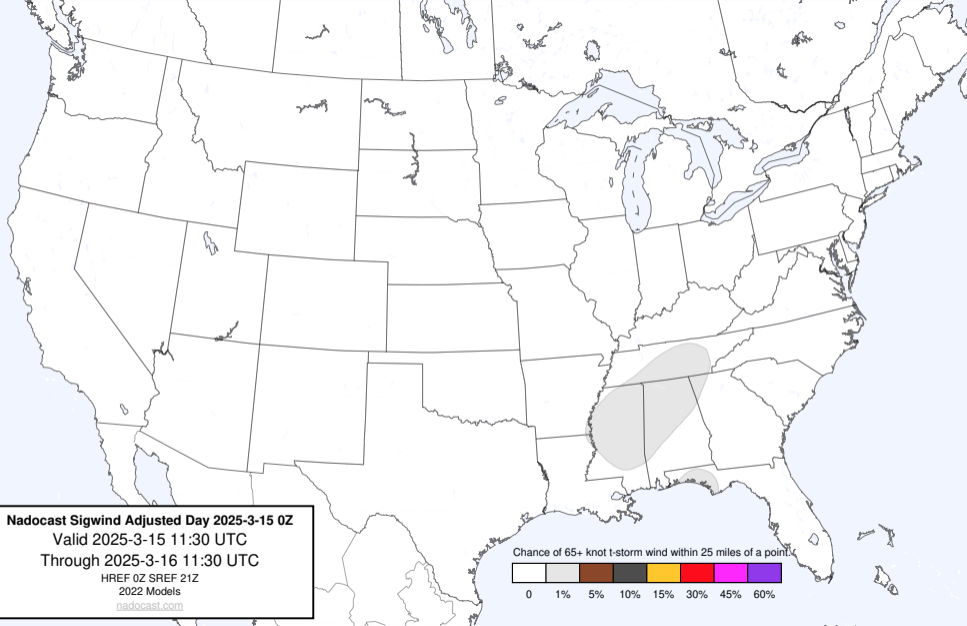 Nadocast Sigwind Adjusted Day 2025-3-15 0Z
Valid 2025-3-15 11:30 UTC
Through 2025-3-16 11:30 UTC
HREF 0Z SREF 21Z
2022 Models
nadocast.com
Chance of 65+ knot t-storm wind within 25 miles of a point.
0 1% 5% 10% 15% 30% 45% 60%